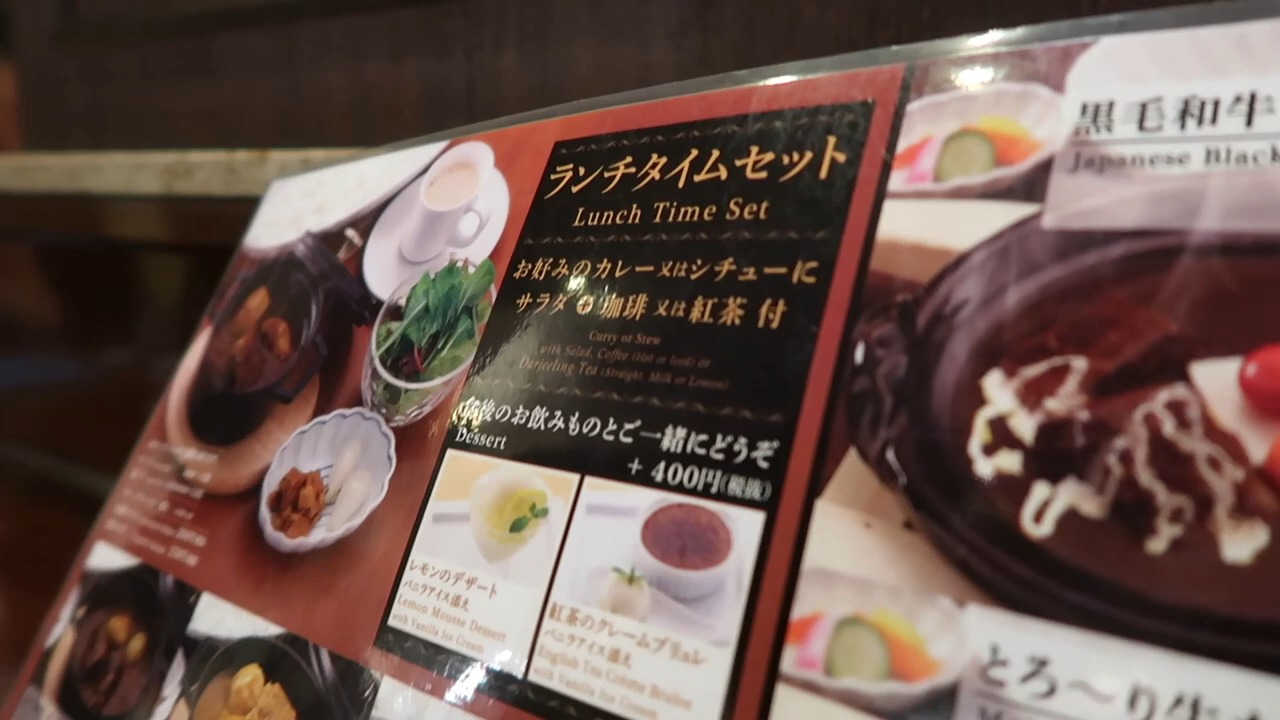 ランチタイムセット
Lunch Time Set
お好みのカレー又はシチューに
サラダ 珈琲 又は 紅茶 付
Curry or Stew
with Salad, Coffee (Hot or Iced) or
Darjeeling Tea (Straight, Milk or Lemon)
後のお飲みものとご一緒にどうぞ
Dessert
+ 400円(税抜)
レモンのデザート
バニラアイス添え
Lemon Mousse Dessert
with Vanilla Ice Cream
紅茶のクレームブリュレ
バニラアイス添え
English Tea Crème Brulée
with Vanilla Ice Cream
黒毛和牛
Japanese Black
とろ〜り牛